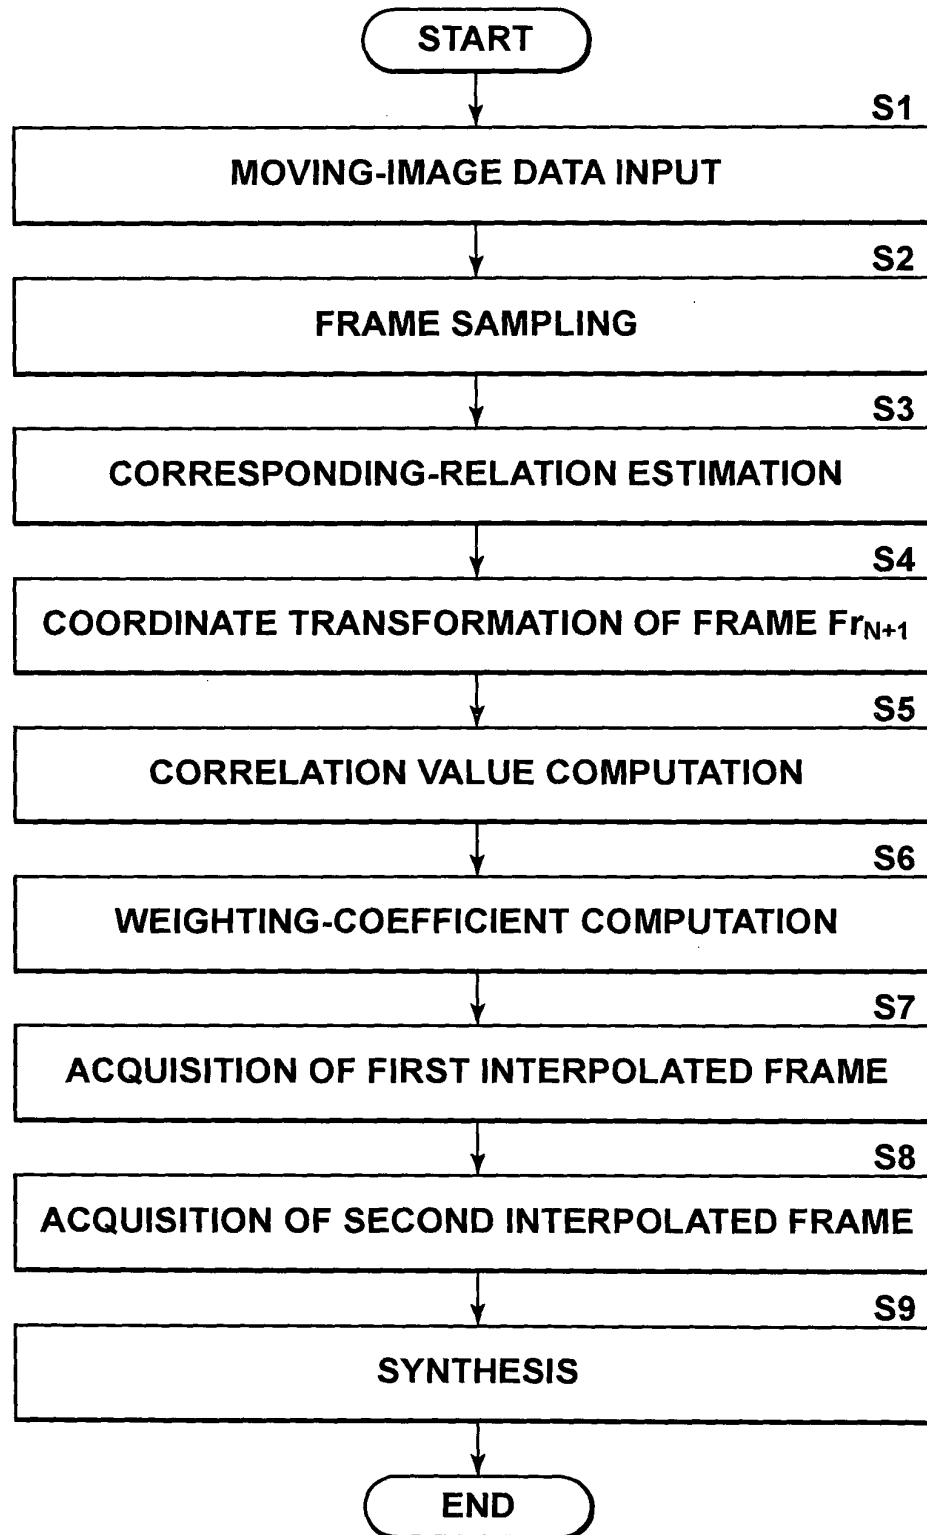 START
S1
MOVING-IMAGE DATA INPUT
S2
FRAME SAMPLING
S3
CORRESPONDING-RELATION ESTIMATION
S4
COORDINATE TRANSFORMATION OF FRAME FrN+1
S5
CORRELATION VALUE COMPUTATION
S6
WEIGHTING-COEFFICIENT COMPUTATION
S7
ACQUISITION OF FIRST INTERPOLATED FRAME
S8
ACQUISITION OF SECOND INTERPOLATED FRAME
S9
SYNTHESIS
END